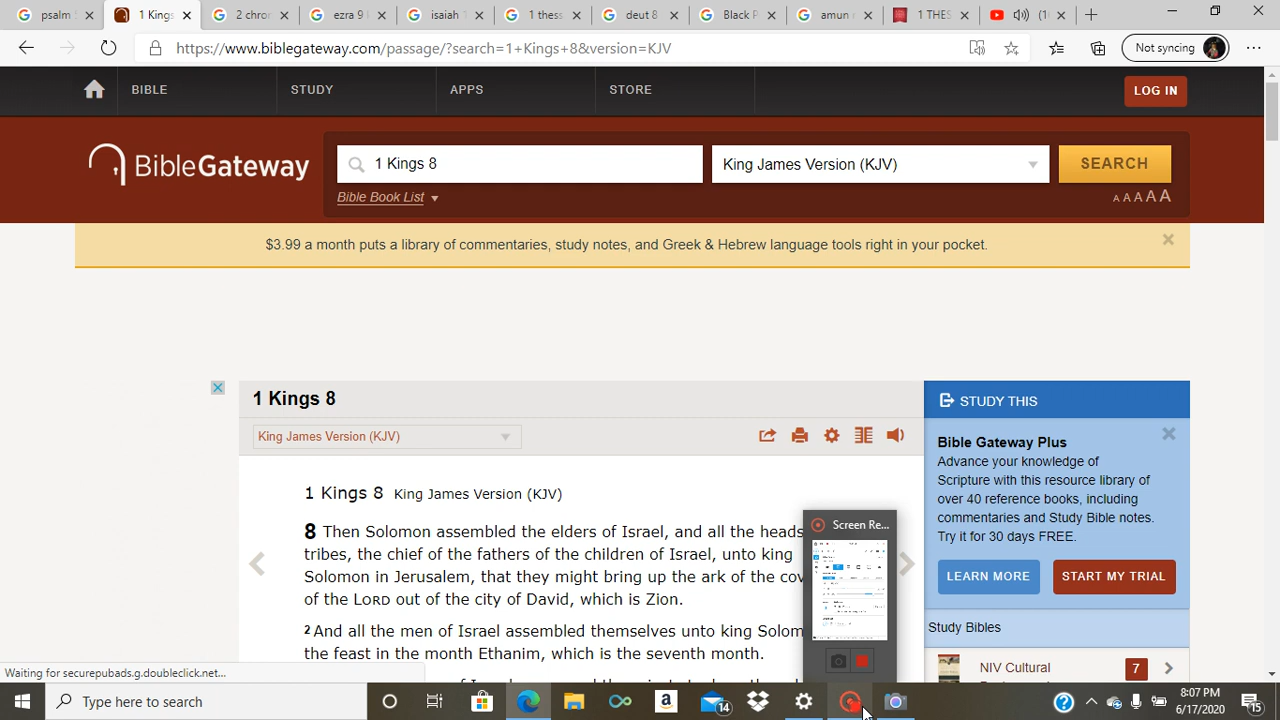 psalm
1 Kings
2 chron
ezra 9
isaiah
1 thess
deut 8
Black P
amun r
1 THES
https://www.biblegateway.com/passage/?search=1+Kings+8&version=KJV
Not syncing
BIBLE
STUDY
APPS
STORE
LOG IN
BibleGateway
1 Kings 8
King James Version (KJV)
SEARCH
Bible Book List
A A A A A
$3.99 a month puts a library of commentaries, study notes, and Greek & Hebrew language tools right in your pocket.
1 Kings 8
King James Version (KJV)
1 Kings 8 King James Version (KJV)
8 Then Solomon assembled the elders of Israel, and all the heads
tribes, the chief of the fathers of the children of Israel, unto king
Solomon in Jerusalem, that they might bring up the ark of the cov
of the LORD out of the city of David, which is Zion.
2 And all the men of Israel assembled themselves unto king Solom
the feast in the month Ethanim, which is the seventh month.
STUDY THIS
Bible Gateway Plus
Advance your knowledge of
Scripture with this resource library of
over 40 reference books, including
commentaries and Study Bible notes.
Try it for 30 days FREE.
LEARN MORE
START MY TRIAL
Study Bibles
NIV Cultural
7
Screen Re...
Waiting for securepubads.g.doubleclick.net...
Type here to search
14
8:07 PM
6/17/2020
15